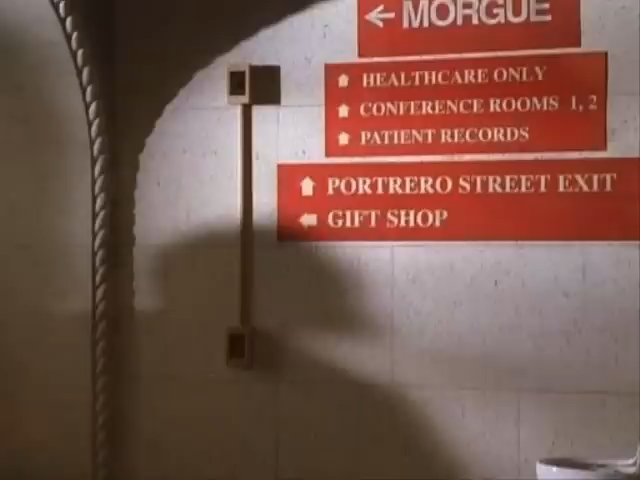 MORGUE
HEALTHCARE ONLY
CONFERENCE ROOMS 1, 2
PATIENT RECORDS
PORTRERO STREET EXIT
GIFT SHOP